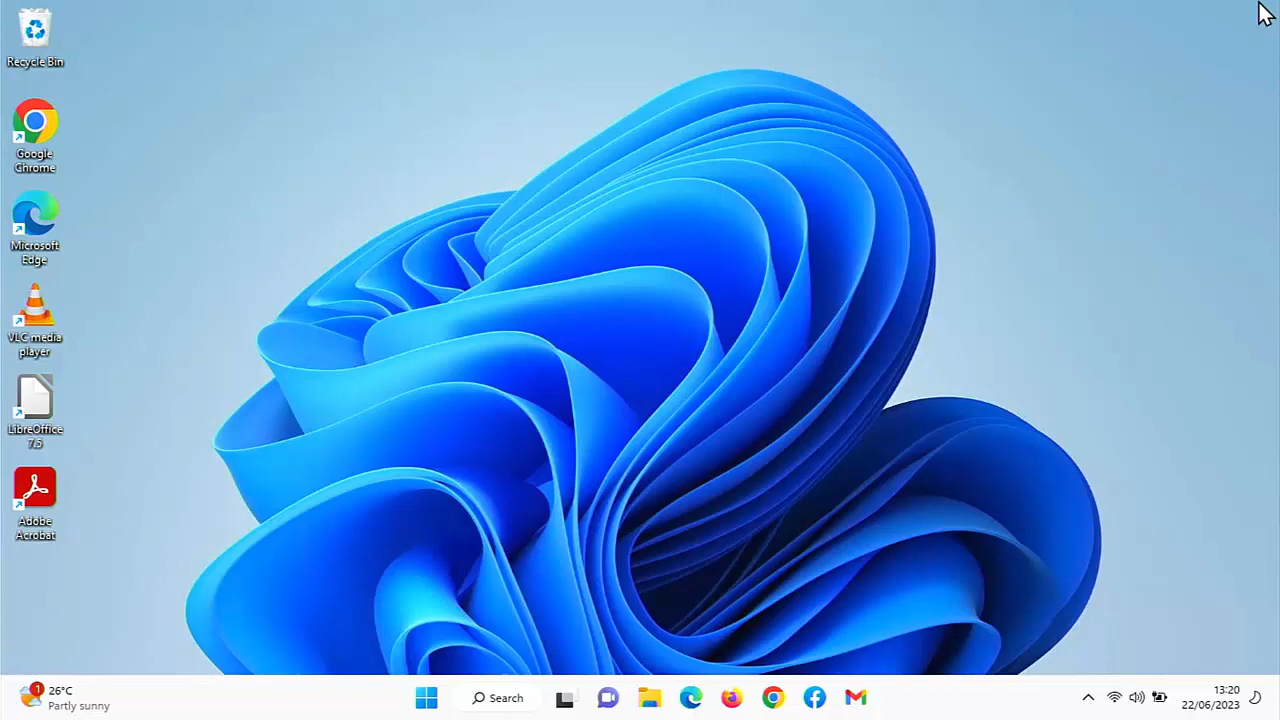 Recycle Bin
Google
Chrome
Microsoft
Edge
VLC media
player
LibreOffice
7.5
Adobe
Acrobat
1
26°C
Partly sunny
Search
13:20
22/06/2023